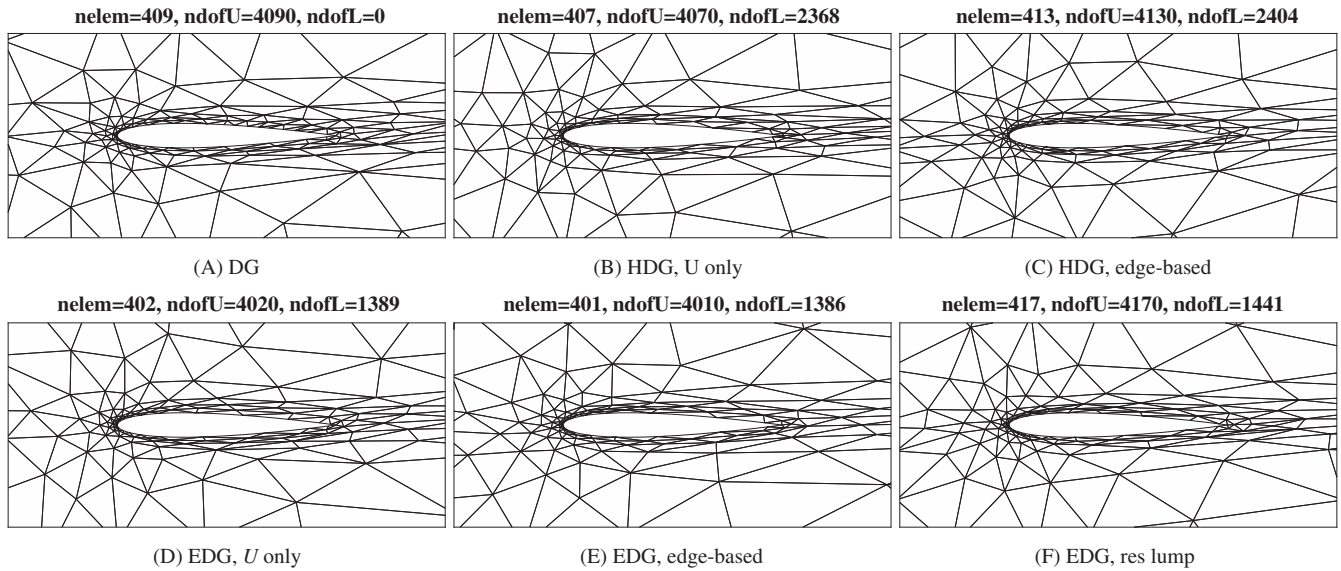 nelem=409, ndofU=4090, ndofL=0
nelem=407, ndofU=4070, ndofL=2368
nelem=413, ndofU=4130, ndofL=2404
(A) DG
(B) HDG, U only
(C) HDG, edge-based
nelem=402, ndofU=4020, ndofL=1389
nelem=401, ndofU=4010, ndofL=1386
nelem=417, ndofU=4170, ndofL=1441
(D) EDG, U only
(E) EDG, edge-based
(F) EDG, res lump